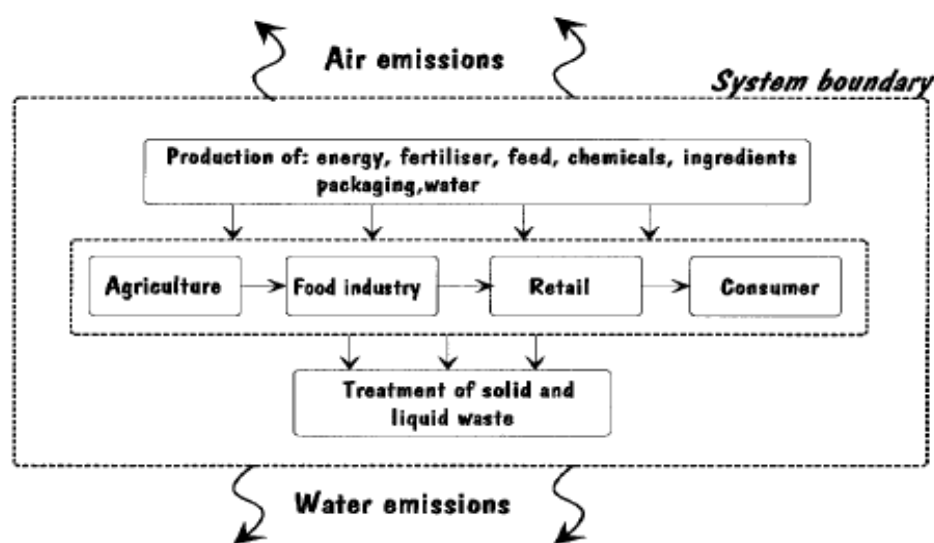 Air emissions
System boundary
Production of: energy, fertiliser, feed, chemicals, ingredients
packaging,water
Agriculture
Food industry
Retail
Consumer
Treatment of solid and
liquid waste
Water emissions